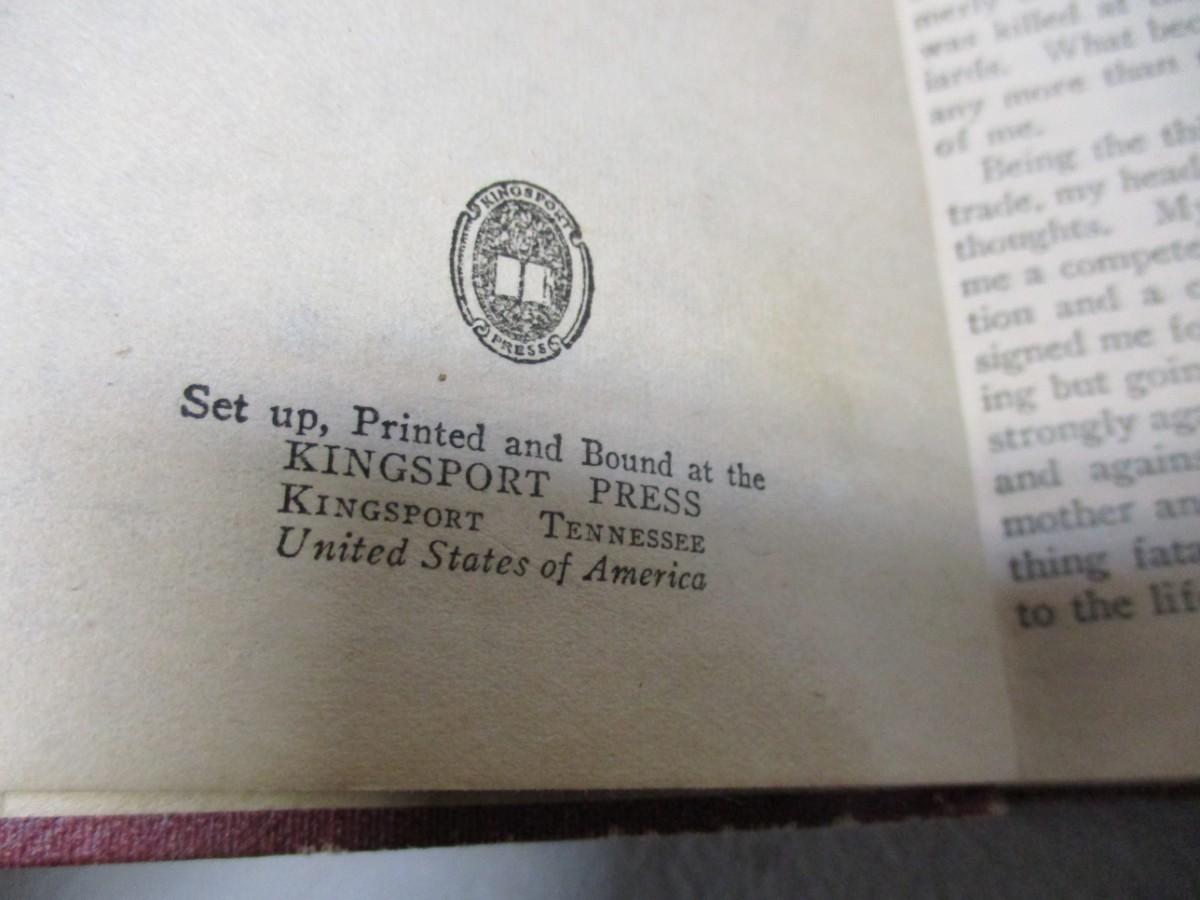 KINGSPORT
PRESS
Set up, Printed and Bound at the
KINGSPORT PRESS
KINGSPORT TENNESSEE
United States of America
was killed at
What
any more than
of me.
Being the
trade, my
thoughts.
me a
tion and a
signed me
ing but
strongly
and
mother
thing
to the